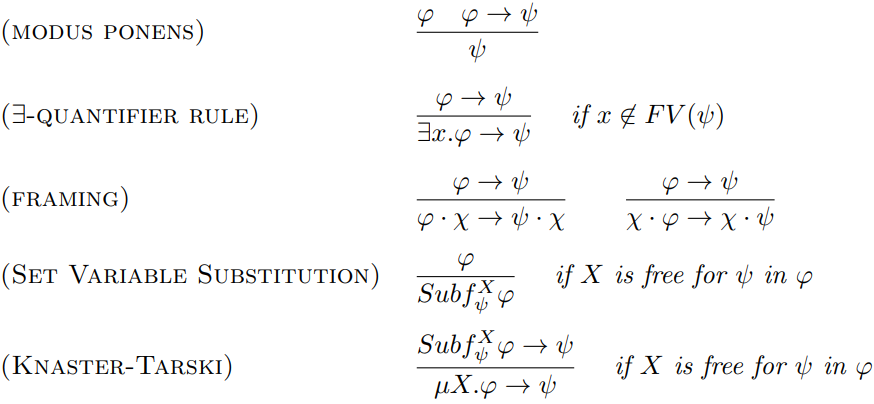 (MODUS PONENS) φ φ → ψ / ψ
(∃-QUANTIFIER RULE) φ → ψ / ∃x.φ → ψ if x ∉ FV(ψ)
(FRAMING) φ → ψ / φ · χ → ψ · χ φ → ψ / χ · φ → χ · ψ
(SET VARIABLE SUBSTITUTION) φ / Subf^X_ψ φ if X is free for ψ in φ
(KNASTER-TARSKI) Subf^X_ψ φ → ψ / μX.φ → ψ if X is free for ψ in φ